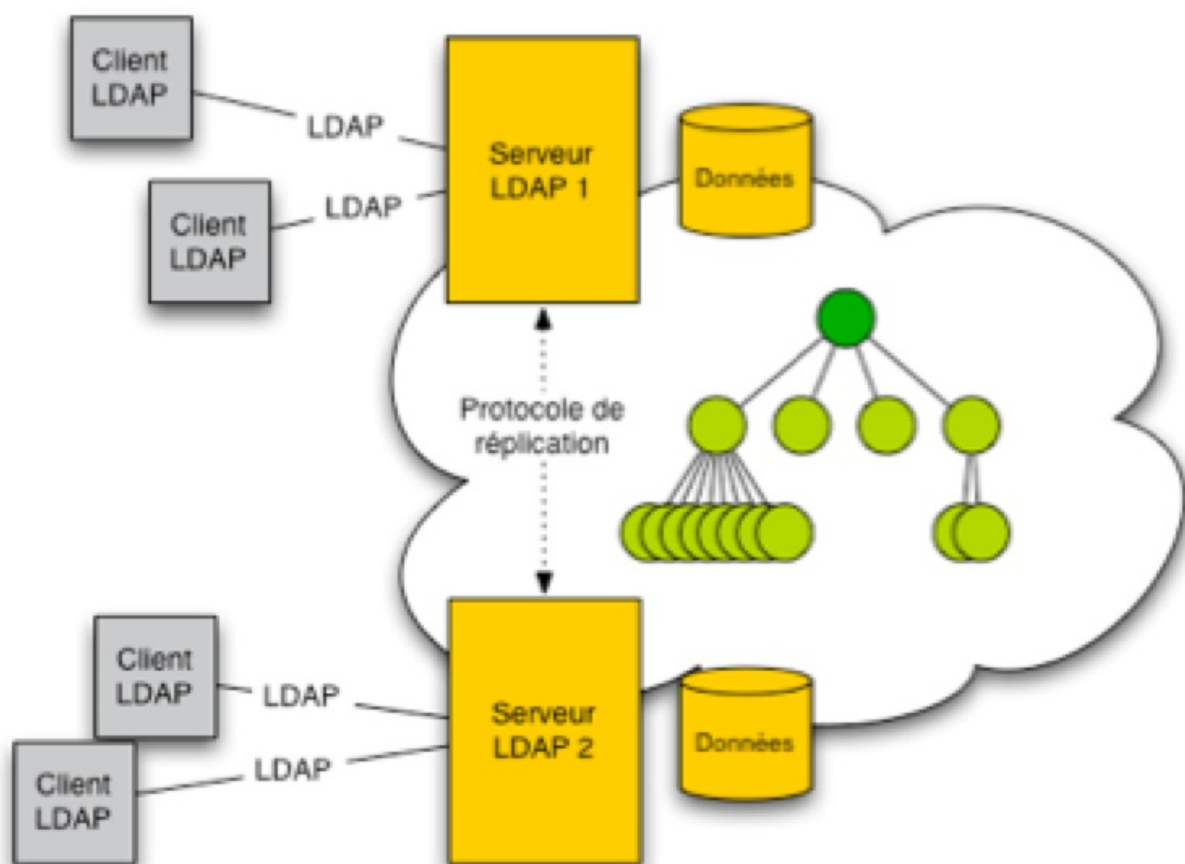 Client
LDAP
LDAP
Serveur
LDAP 1
Données
Client
LDAP
LDAP
Protocole de
réplication
Client
LDAP
LDAP
Serveur
LDAP 2
Données
Client
LDAP
LDAP